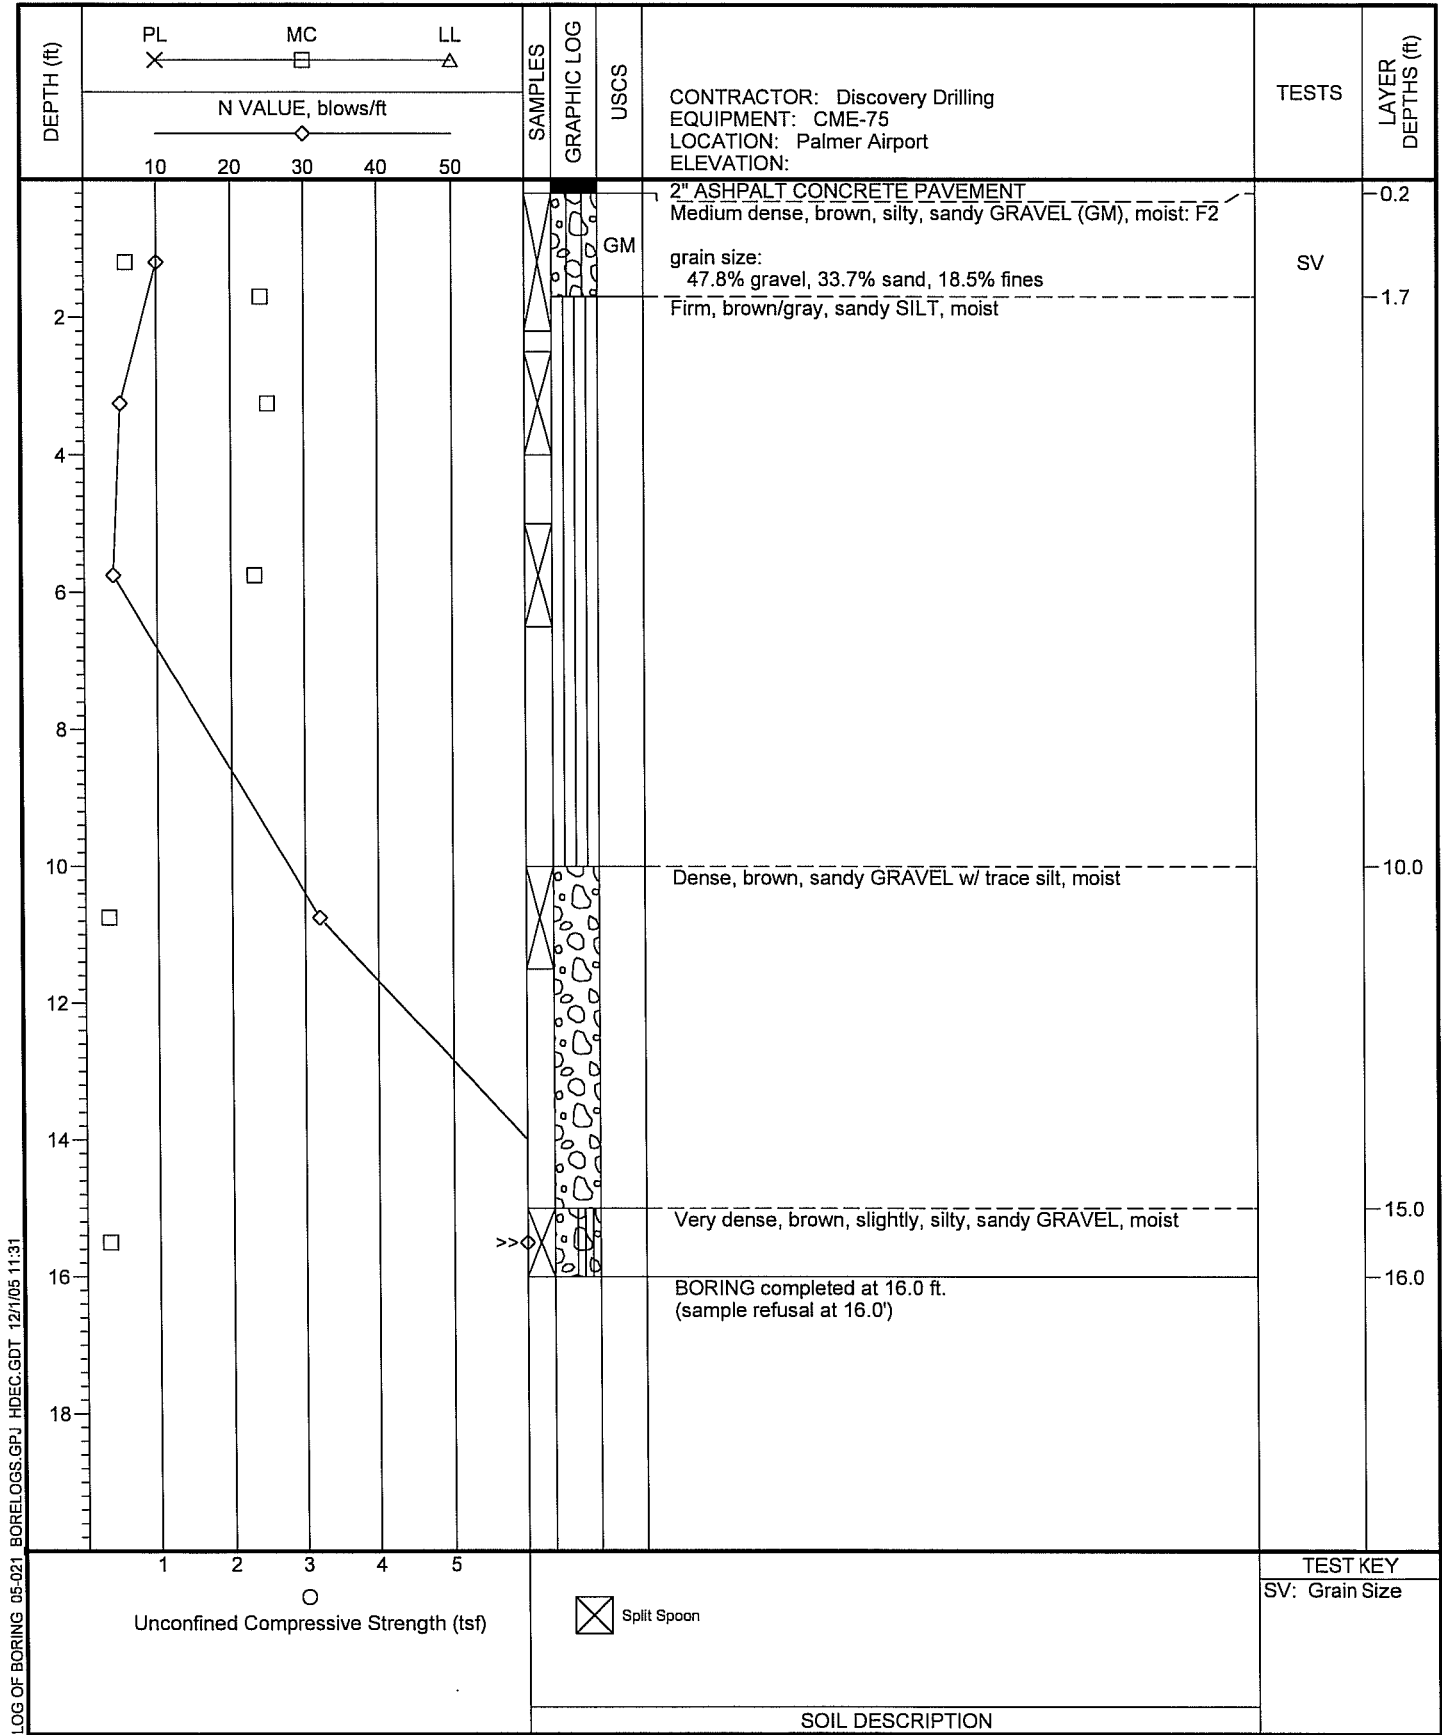 DEPTH (ft)
PL MC LL
N VALUE, blows/ft
10 20 30 40 50
SAMPLES
GRAPHIC LOG
USCS
CONTRACTOR: Discovery Drilling
EQUIPMENT: CME-75
LOCATION: Palmer Airport
ELEVATION:
TESTS
LAYER
DEPTHS (ft)
2" ASHPALT CONCRETE PAVEMENT
0.2
Medium dense, brown, silty, sandy GRAVEL (GM), moist: F2
GM
grain size:
SV
47.8% gravel, 33.7% sand, 18.5% fines
1.7
Firm, brown/gray, sandy SILT, moist
2
4
6
8
10
10.0
Dense, brown, sandy GRAVEL w/ trace silt, moist
12
14
15.0
Very dense, brown, slightly, silty, sandy GRAVEL, moist
>>
16
16.0
BORING completed at 16.0 ft.
(sample refusal at 16.0')
18
1 2 3 4 5
Unconfined Compressive Strength (tsf)
Split Spoon
TEST KEY
SV: Grain Size
SOIL DESCRIPTION
LOG OF BORING 05-021 BORELOGS.GPJ HDEC.GDT 12/1/05 11:31